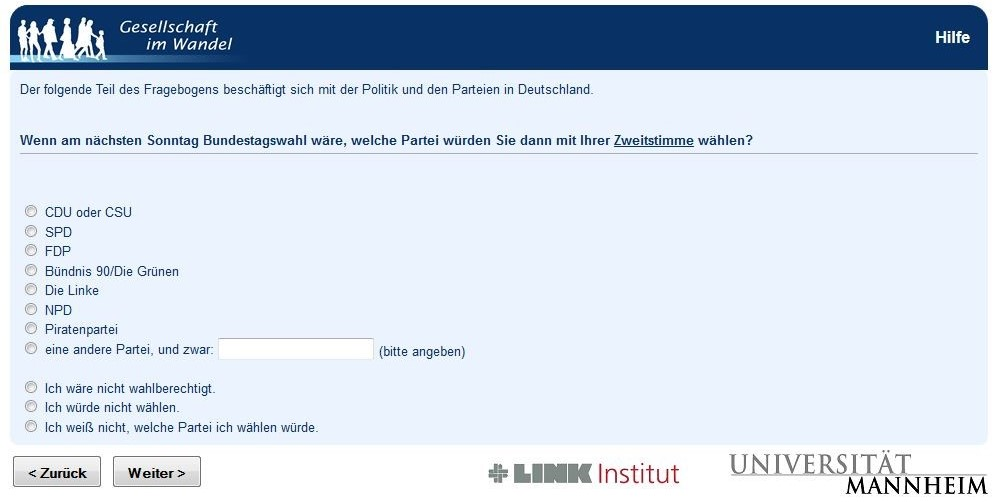 Gesellschaft
im Wandel
Hilfe
Der folgende Teil des Fragebogens beschäftigt sich mit der Politik und den Parteien in Deutschland.
Wenn am nächsten Sonntag Bundestagswahl wäre, welche Partei würden Sie dann mit Ihrer Zweitstimme wählen?
CDU oder CSU
SPD
FDP
Bündnis 90/Die Grünen
Die Linke
NPD
Piratenpartei
eine andere Partei, und zwar: (bitte angeben)
Ich wäre nicht wahlberechtigt.
Ich würde nicht wählen.
Ich weiß nicht, welche Partei ich wählen würde.
< Zurück Weiter >
LINK Institut
UNIVERSITÄT
MANNHEIM